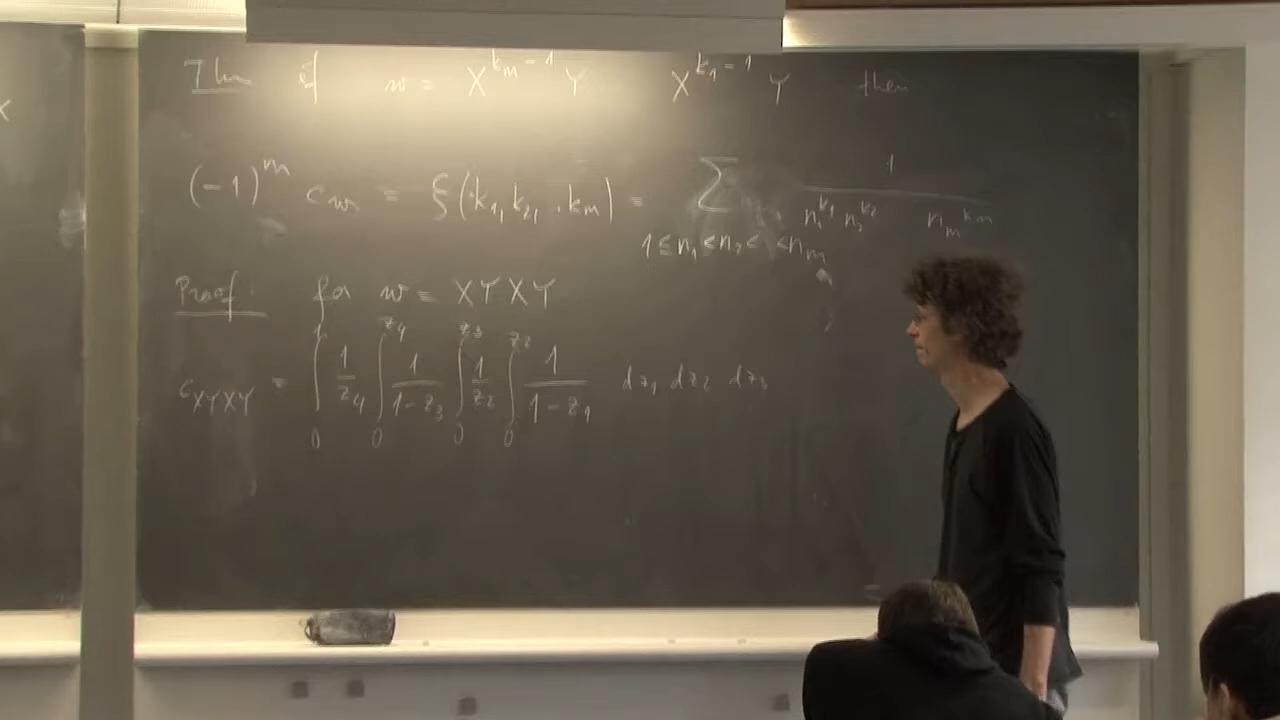 X
Thm if w = X^{k_m-1} Y X^{k_1-1} Y then
(-1)^m c_w = ξ(k_1, k_2, .k_m) = Σ_{1≤n_1<n_2< <n_m} 1 / n_1^{k_1} n_2^{k_2} n_m^{k_m}
Proof: for w = XYXY
c_{XYXY} = ∫_0^1 1/z_4 ∫_0^{z_4} 1/(1-z_3) ∫_0^{z_3} 1/z_2 ∫_0^{z_2} 1/(1-z_1) dz_1 dz_2 dz_3